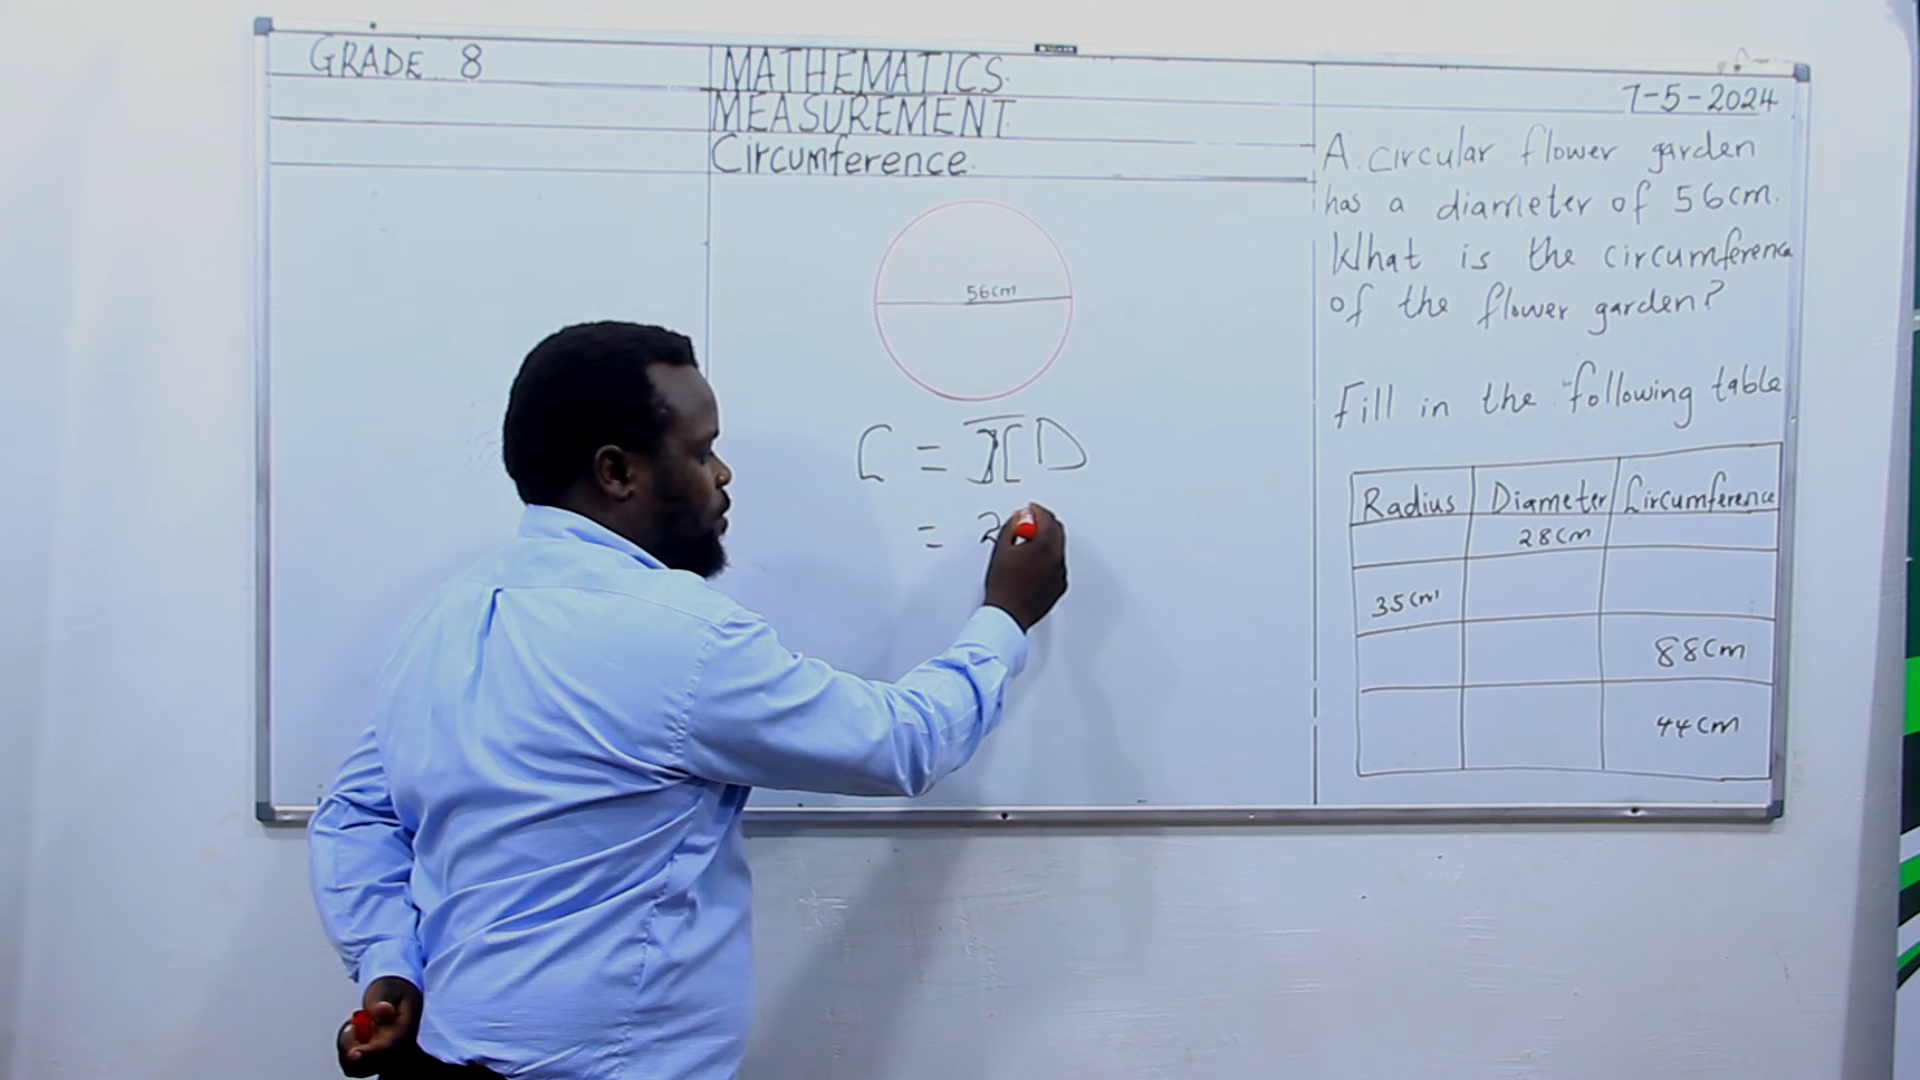 GRADE 8
MATHEMATICS
MEASUREMENT
Circumference.
56cm
C = π D
= 2
7-5-2024
A circular flower garden
has a diameter of 56cm.
What is the circumference
of the flower garden?
Fill in the following table
Radius Diameter Circumference
28cm
35cm
88cm
44cm